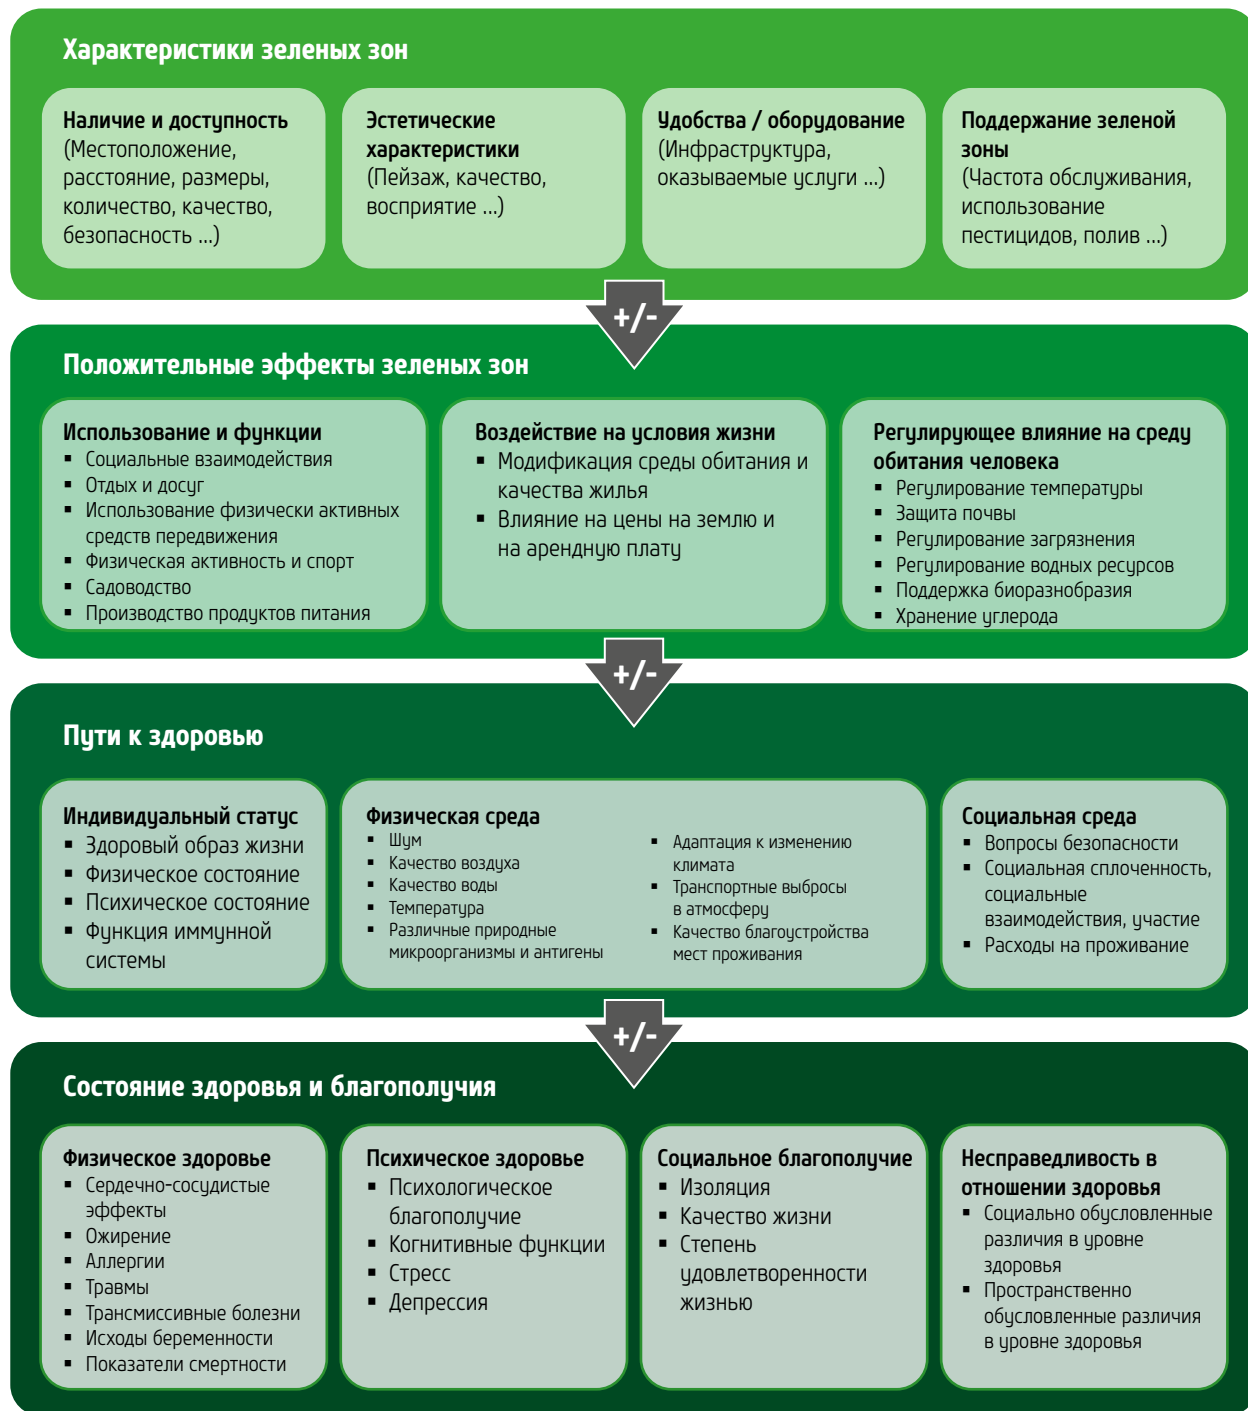 Характеристики зеленых зон
Наличие и доступность
(Местоположение,
расстояние, размеры,
количество, качество,
безопасность ...)
Эстетические
характеристики
(Пейзаж, качество,
восприятие ...)
Удобства / оборудование
(Инфраструктура,
оказываемые услуги ...)
Поддержание зеленой
зоны
(Частота обслуживания,
использование
пестицидов, полив ...)
+/-
Положительные эффекты зеленых зон
Использование и функции
▪ Социальные взаимодействия
▪ Отдых и досуг
▪ Использование физически активных
средств передвижения
▪ Физическая активность и спорт
▪ Садоводство
▪ Производство продуктов питания
Воздействие на условия жизни
▪ Модификация среды обитания и
качества жилья
▪ Влияние на цены на землю и
на арендную плату
Регулирующее влияние на среду
обитания человека
▪ Регулирование температуры
▪ Защита почвы
▪ Регулирование загрязнения
▪ Регулирование водных ресурсов
▪ Поддержка биоразнобразия
▪ Хранение углерода
+/-
Пути к здоровью
Индивидуальный статус
▪ Здоровый образ жизни
▪ Физическое состояние
▪ Психическое состояние
▪ Функция иммунной
системы
Физическая среда
▪ Шум
▪ Качество воздуха
▪ Качество воды
▪ Температура
▪ Различные природные
микроорганизмы и антигены
▪ Адаптация к изменению
климата
▪ Транспортные выбросы
в атмосферу
▪ Качество благоустройства
мест проживания
Социальная среда
▪ Вопросы безопасности
▪ Социальная сплоченность,
социальные
взаимодействия, участие
▪ Расходы на проживание
+/-
Состояние здоровья и благополучия
Физическое здоровье
▪ Сердечно-сосудистые
эффекты
▪ Ожирение
▪ Аллергии
▪ Травмы
▪ Трансмиссивные болезни
▪ Исходы беременности
▪ Показатели смертности
Психическое здоровье
▪ Психологическое
благополучие
▪ Когнитивные функции
▪ Стресс
▪ Депрессия
Социальное благополучие
▪ Изоляция
▪ Качество жизни
▪ Степень
удовлетворенности
жизнью
Несправедливость в
отношении здоровья
▪ Социально обусловленные
различия в уровне
здоровья
▪ Пространственно
обусловленные различия
в уровне здоровья